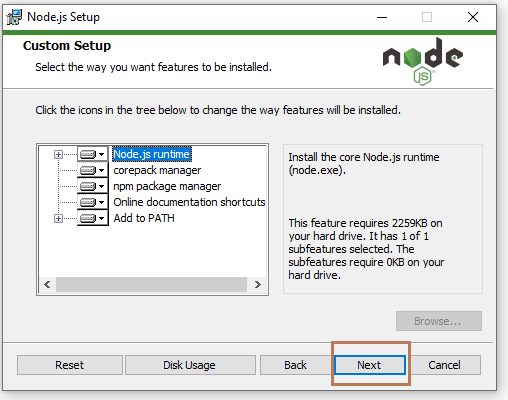 Node.js Setup
Custom Setup
Select the way you want features to be installed.
node
JS
Click the icons in the tree below to change the way features will be installed.
Node.js runtime
corepack manager
npm package manager
Online documentation shortcuts
Add to PATH
Install the core Node.js runtime
(node.exe).
This feature requires 2259KB on
your hard drive. It has 1 of 1
subfeatures selected. The
subfeatures require 0KB on your
hard drive.
Browse...
Reset
Disk Usage
Back
Next
Cancel